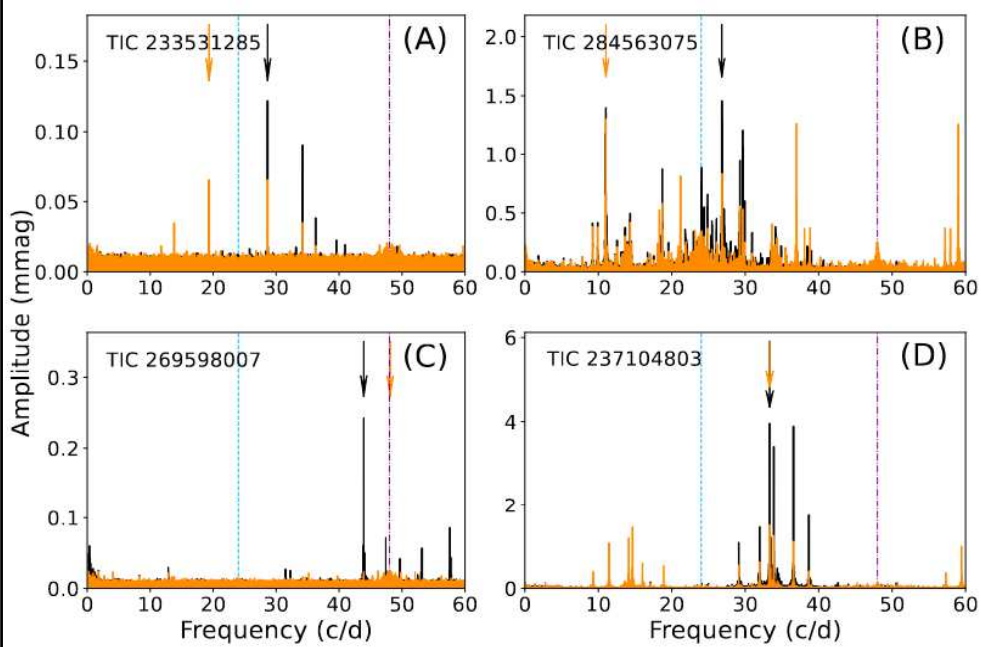 TIC 233531285 (A)
0.15
0.10
0.05
0.00
0 10 20 30 40 50 60
TIC 284563075 (B)
2.0
1.5
1.0
0.5
0.0
0 10 20 30 40 50 60
Amplitude (mmag)
TIC 269598007 (C)
0.3
0.2
0.1
0.0
0 10 20 30 40 50 60
Frequency (c/d)
TIC 237104803 (D)
6
4
2
0
0 10 20 30 40 50 60
Frequency (c/d)